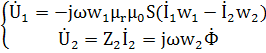 U̇₁ = −jωw₁μᵣμ₀S(İ₁w₁ − İ₂w₂)
U̇₂ = Z₂İ₂ = jωw₂Φ̇